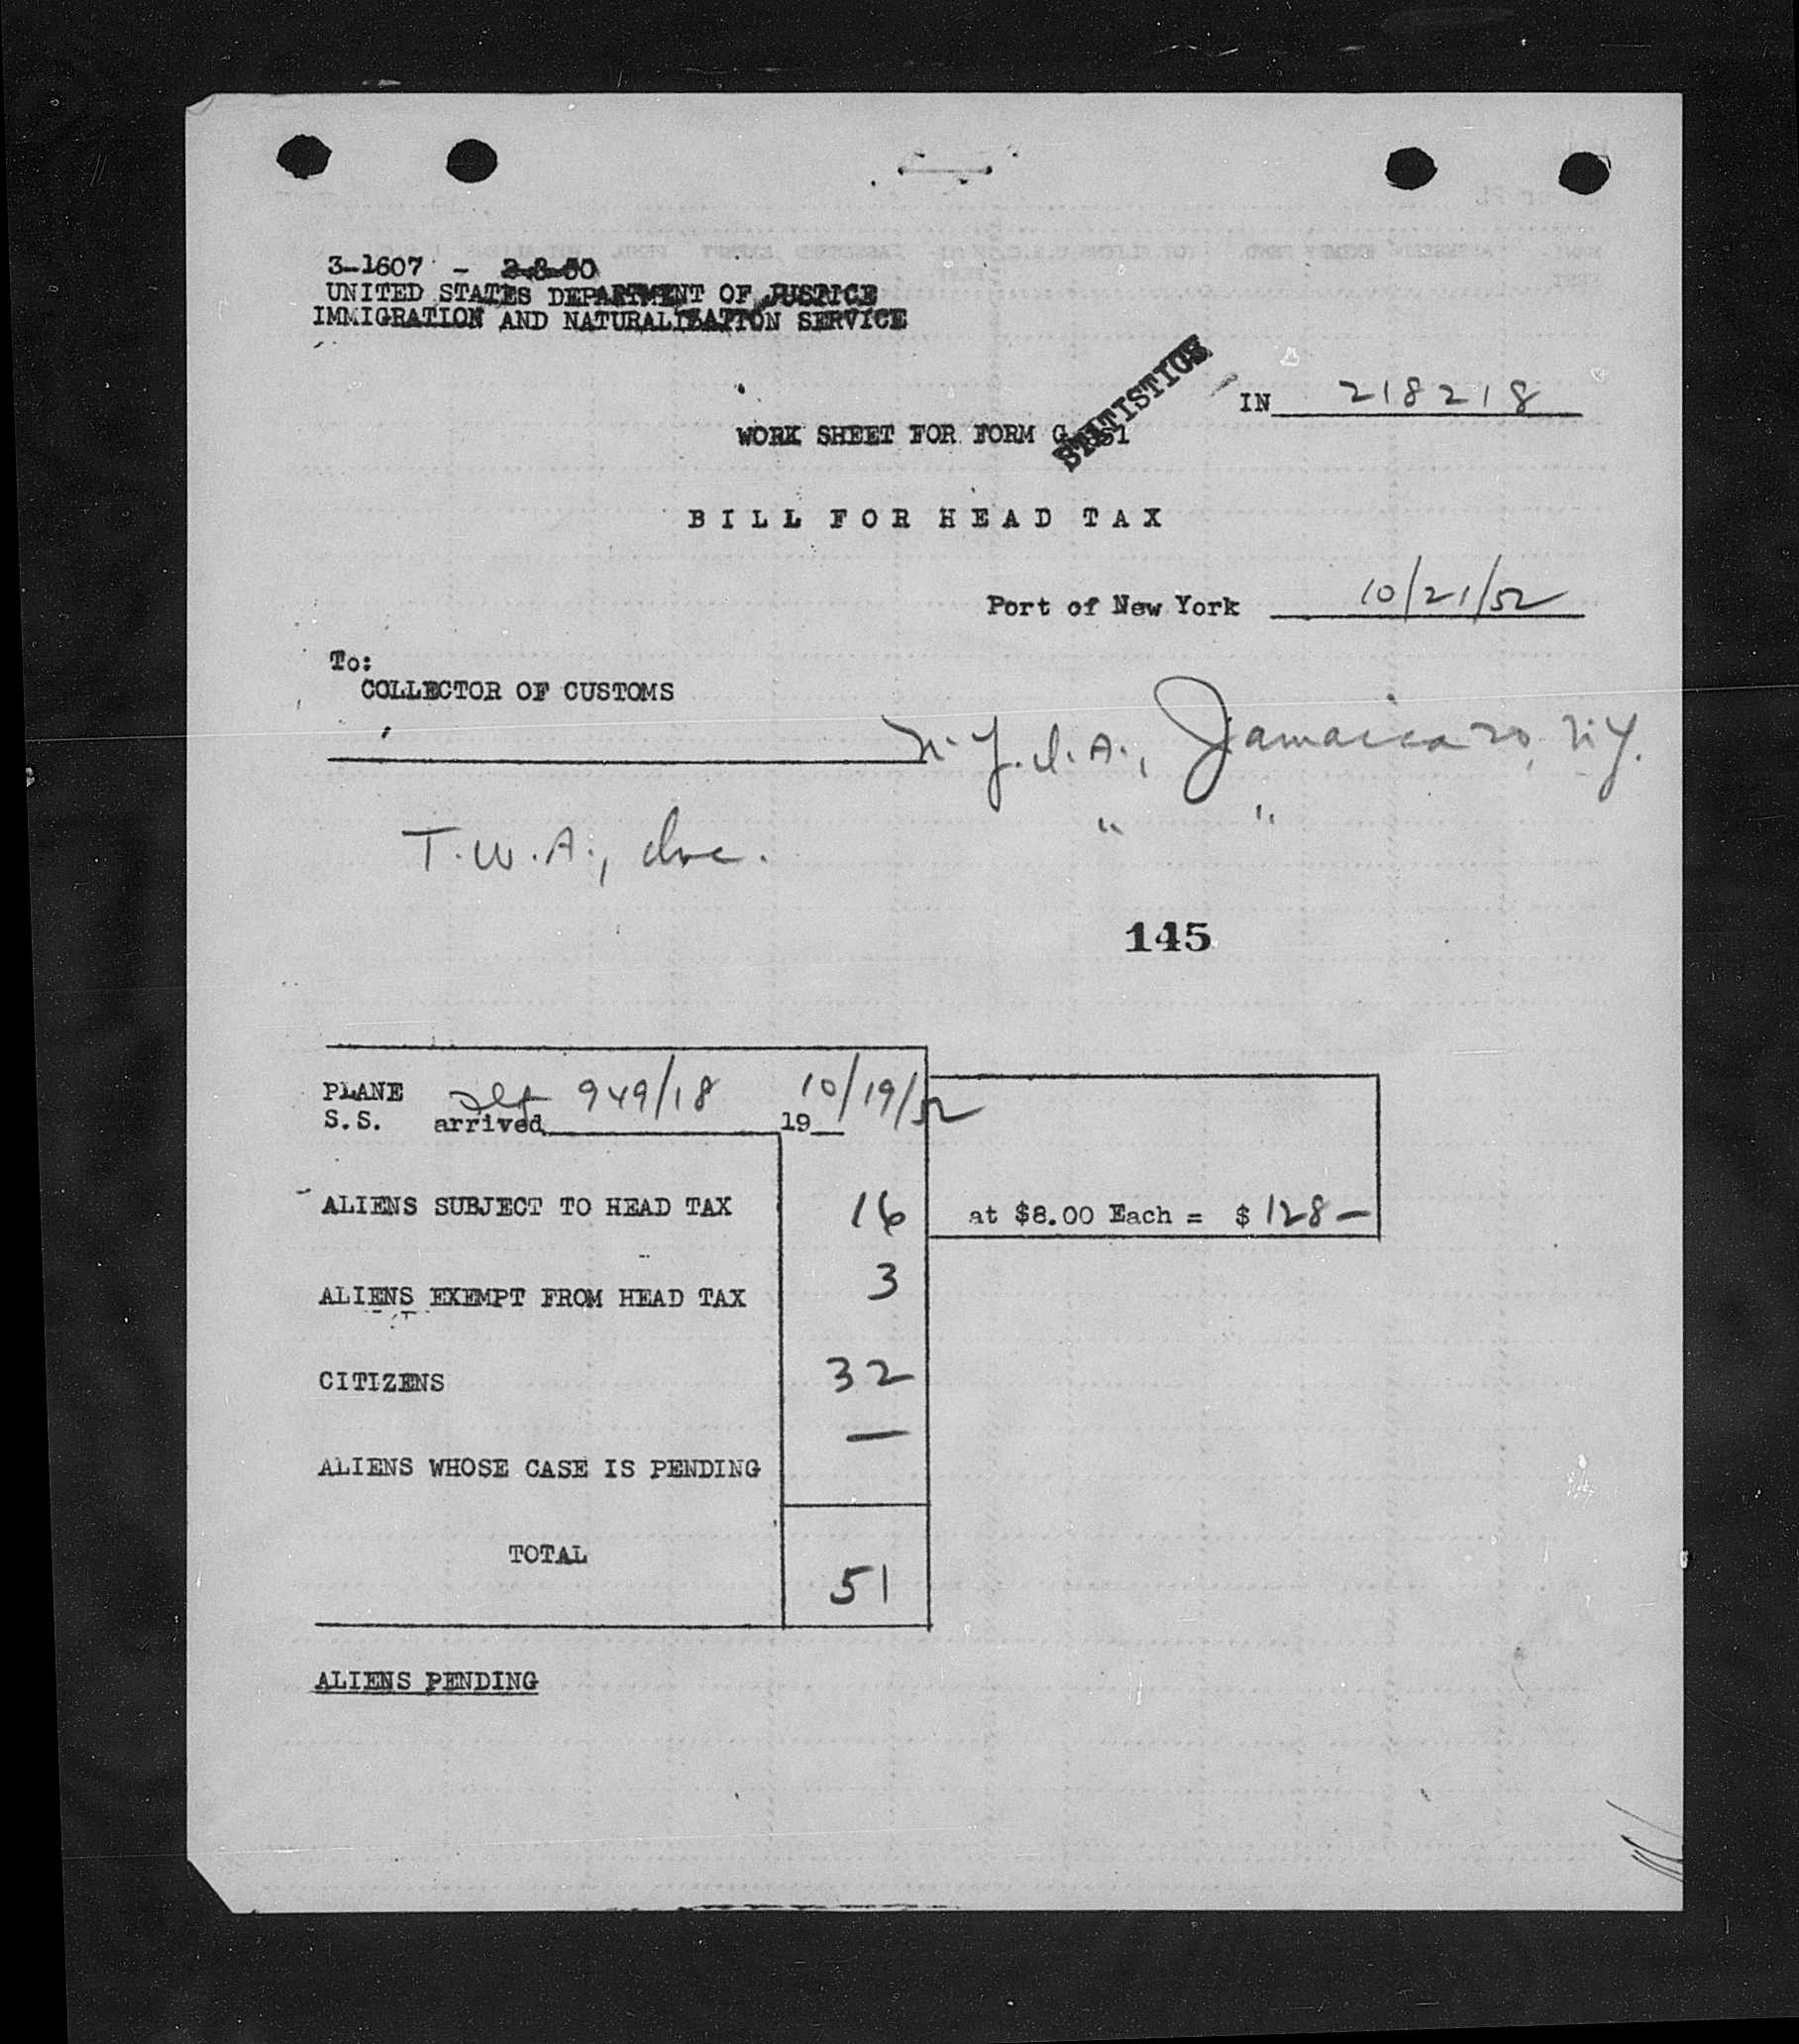 3-1607 - 2-8-50
UNITED STATES DEPARTMENT OF JUSTICE
IMMIGRATION AND NATURALIZATION SERVICE
STATISTICS
IN 218218
WORK SHEET FOR FORM G
BILL FOR HEAD TAX
Port of New York 10/21/52
To:
COLLECTOR OF CUSTOMS
N.Y.I.A., Jamaica 30, N.Y.
T.W.A., Inc. " "
145
PLANE Flt 949/18 10/19/52
S.S. arrived 19
ALIENS SUBJECT TO HEAD TAX 16 at $8.00 Each = $ 128 —
ALIENS EXEMPT FROM HEAD TAX 3
CITIZENS 32
ALIENS WHOSE CASE IS PENDING —
TOTAL 51
ALIENS PENDING